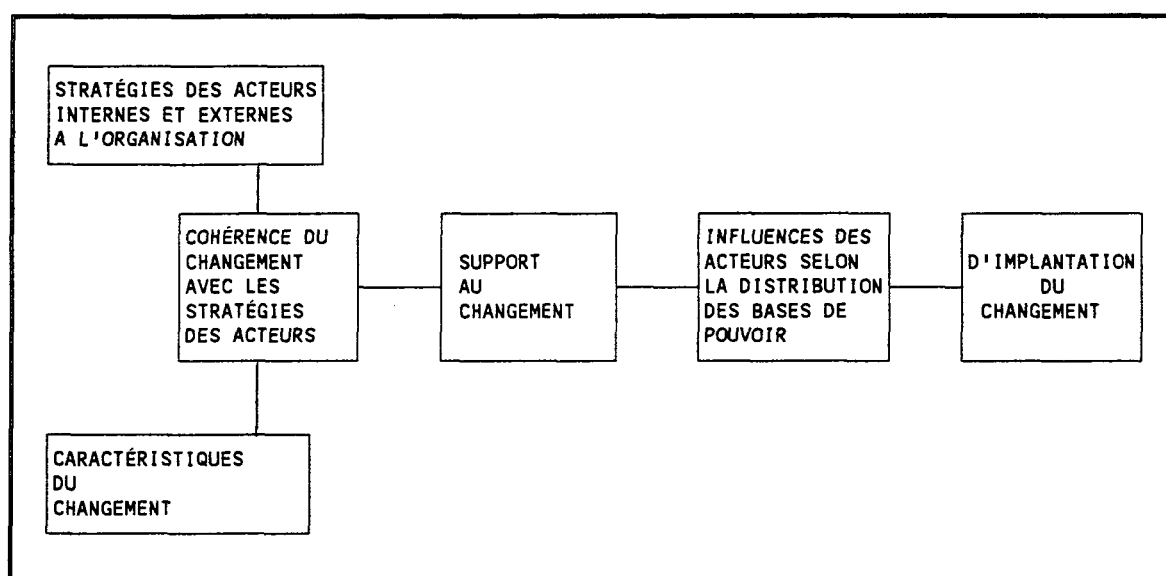 STRATÉGIES DES ACTEURS
INTERNES ET EXTERNES
A L'ORGANISATION
COHÉRENCE DU
CHANGEMENT
AVEC LES
STRATÉGIES
DES ACTEURS
SUPPORT
AU
CHANGEMENT
INFLUENCES DES
ACTEURS SELON
LA DISTRIBUTION
DES BASES DE
POUVOIR
D'IMPLANTATION
DU
CHANGEMENT
CARACTÉRISTIQUES
DU
CHANGEMENT